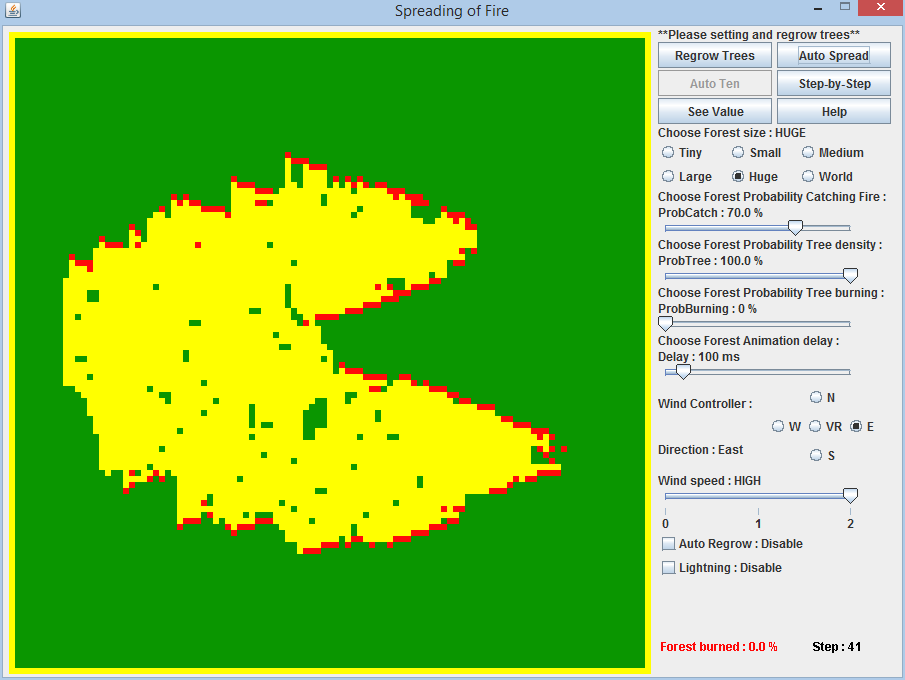 Spreading of Fire
**Please setting and regrow trees**
Regrow Trees Auto Spread
Auto Ten Step-by-Step
See Value Help
Choose Forest size : HUGE
Tiny Small Medium
Large Huge World
Choose Forest Probability Catching Fire :
ProbCatch : 70.0 %
Choose Forest Probability Tree density :
ProbTree : 100.0 %
Choose Forest Probability Tree burning :
ProbBurning : 0 %
Choose Forest Animation delay :
Delay : 100 ms
N
Wind Controller :
W VR E
Direction : East
S
Wind speed : HIGH
0 1 2
Auto Regrow : Disable
Lightning : Disable
Forest burned : 0.0 % Step : 41